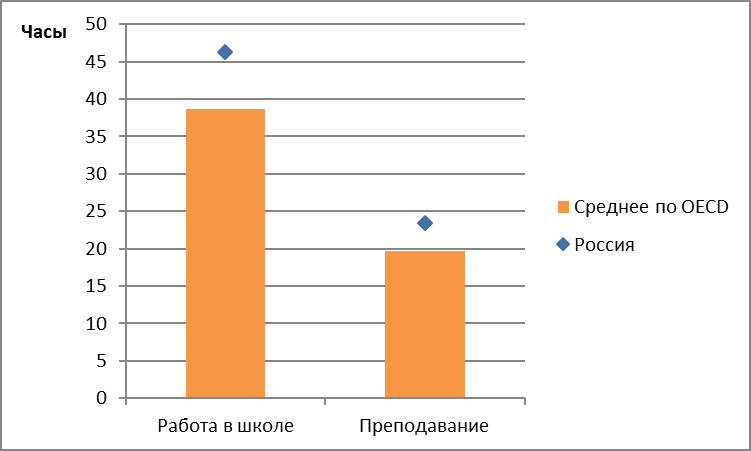 Часы
50
45
40
35
30
25
20
15
10
5
0
Работа в школе
Преподавание
Среднее по OECD
Россия